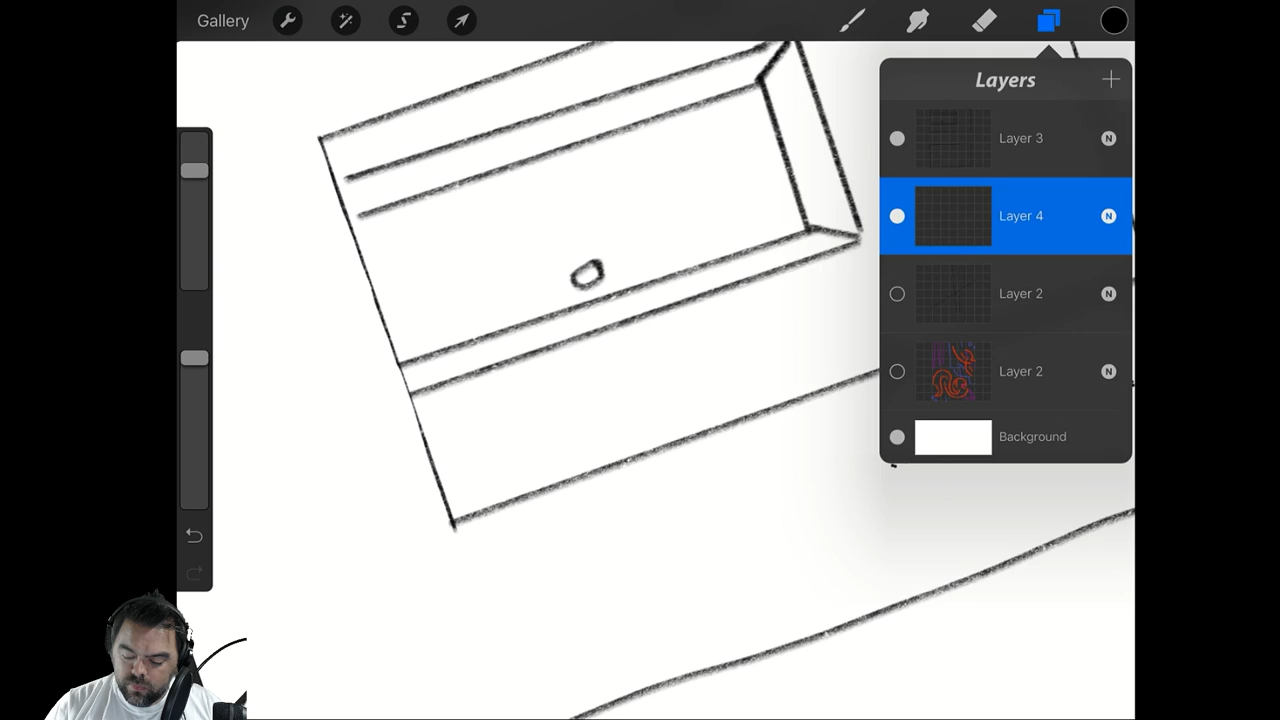 Gallery
Layers
Layer 3
N
Layer 4
N
Layer 2
N
Layer 2
N
Background